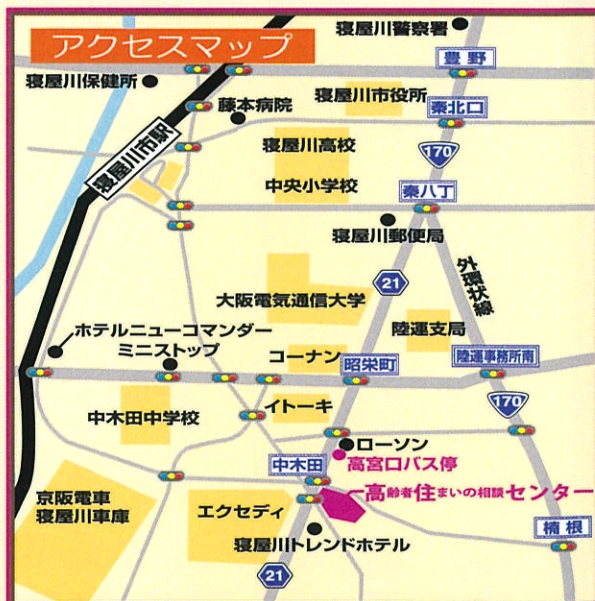 アクセスマップ
寝屋川警察署
豊野
寝屋川保健所
寝屋川市役所
藤本病院
秦北口
寝屋川市駅
寝屋川高校
170
中央小学校
秦八丁
寝屋川郵便局
外環状線
21
大阪電気通信大学
陸運支局
ホテルニューコマンダー
ミニストップ
コーナン
昭栄町
陸運事務所南
170
中木田中学校
イトーキ
ローソン
高宮口バス停
中木田
高齢者住まいの相談センター
京阪電車
寝屋川車庫
エクセディ
寝屋川トレンドホテル
楠根
21